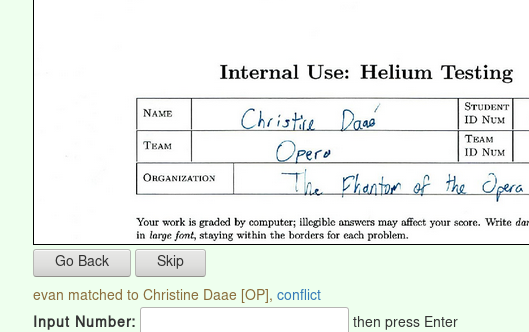 Internal Use: Helium Testing
NAME Christine Daaé STUDENT ID NUM
TEAM Opera TEAM ID NUM
ORGANIZATION The Phantom of the Opera
Your work is graded by computer; illegible answers may affect your score. Write dar
in large font, staying within the borders for each problem.
Go Back Skip
evan matched to Christine Daae [OP], conflict
Input Number: then press Enter